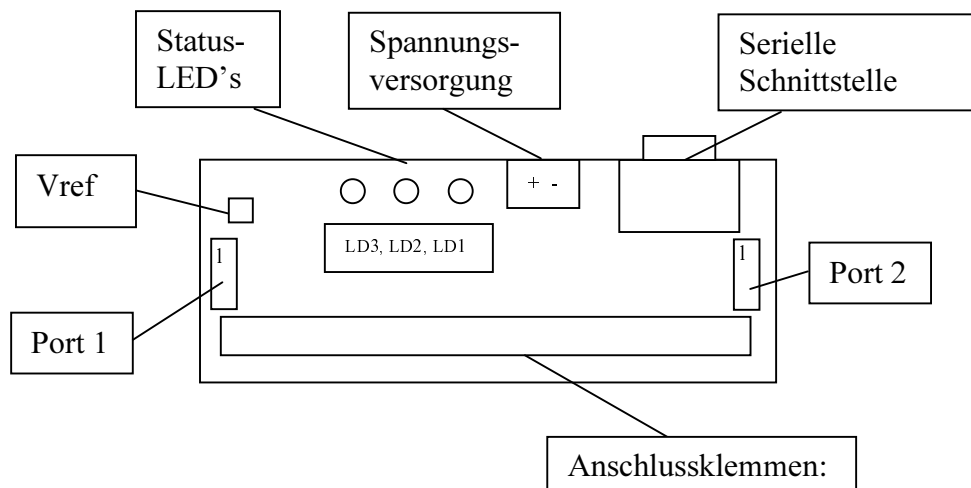 Status-
LED’s
Spannungs-
versorgung
Serielle
Schnittstelle
Vref
+ -
LD3, LD2, LD1
1
1
Port 2
Port 1
Anschlussklemmen: